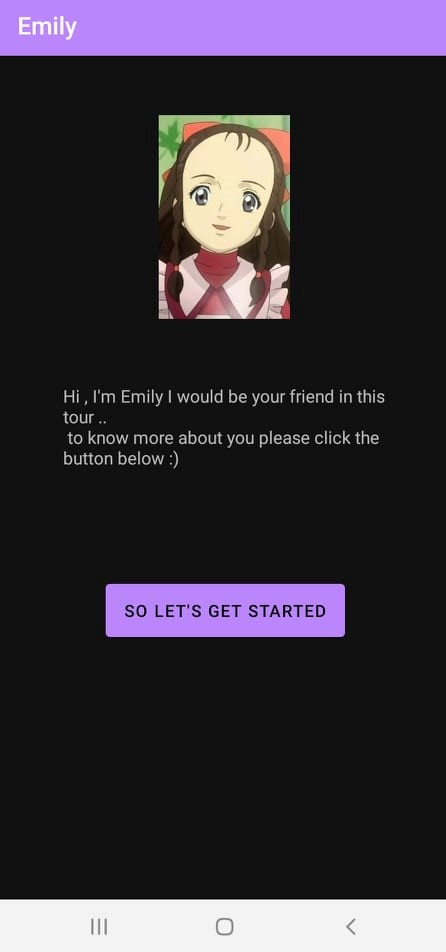 Emily
Hi , I'm Emily I would be your friend in this
tour ..
to know more about you please click the
button below :)
SO LET'S GET STARTED